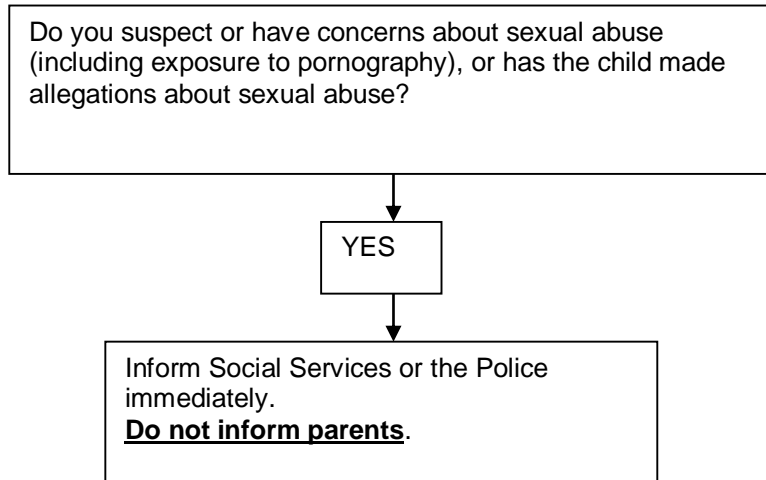 Do you suspect or have concerns about sexual abuse
(including exposure to pornography), or has the child made
allegations about sexual abuse?
YES
Inform Social Services or the Police
immediately.
Do not inform parents.